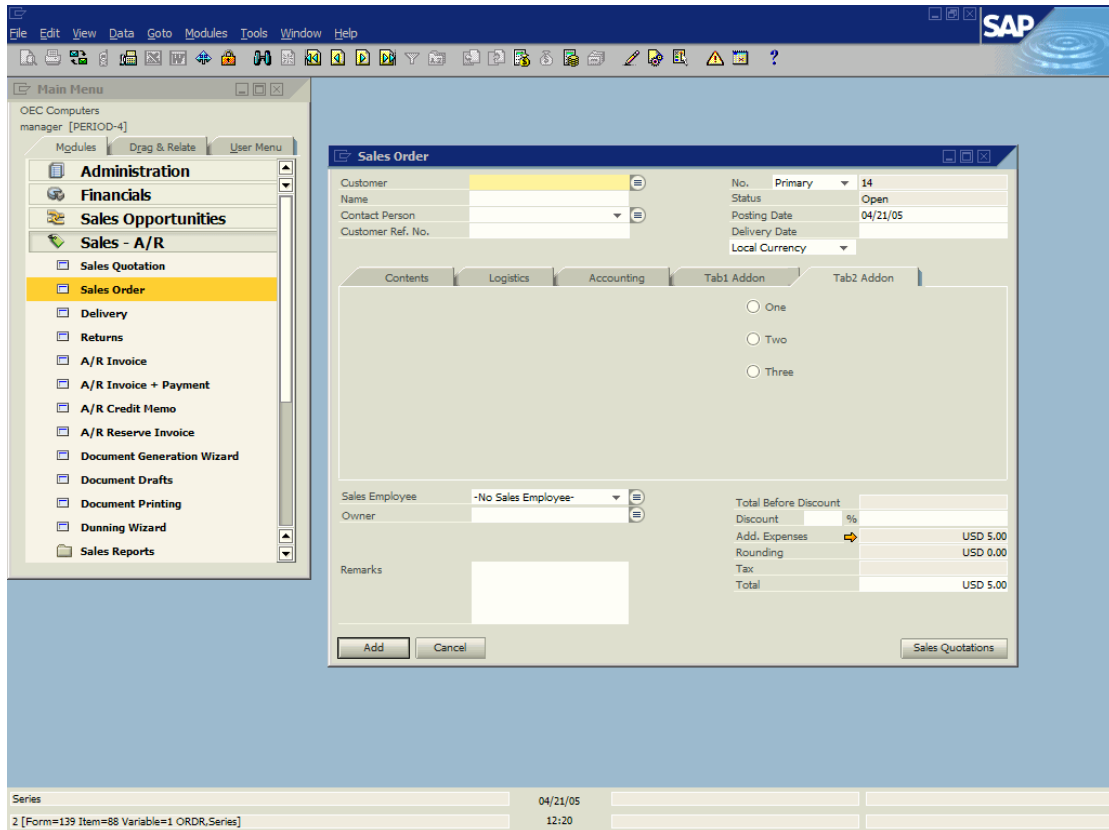 SAP
File Edit View Data Goto Modules Tools Window Help
Main Menu
OEC Computers
manager [PERIOD-4]
Modules Drag & Relate User Menu
Administration
Financials
Sales Opportunities
Sales - A/R
Sales Quotation
Sales Order
Delivery
Returns
A/R Invoice
A/R Invoice + Payment
A/R Credit Memo
A/R Reserve Invoice
Document Generation Wizard
Document Drafts
Document Printing
Dunning Wizard
Sales Reports
Sales Order
Customer No. Primary 14
Name Status Open
Contact Person Posting Date 04/21/05
Customer Ref. No. Delivery Date
Local Currency
Contents Logistics Accounting Tab1 Addon Tab2 Addon
One
Two
Three
Sales Employee -No Sales Employee- Total Before Discount
Owner Discount %
Add. Expenses USD 5.00
Rounding USD 0.00
Remarks Tax
Total USD 5.00
Add Cancel Sales Quotations
Series 04/21/05
2 [Form=139 Item=88 Variable=1 ORDR,Series] 12:20